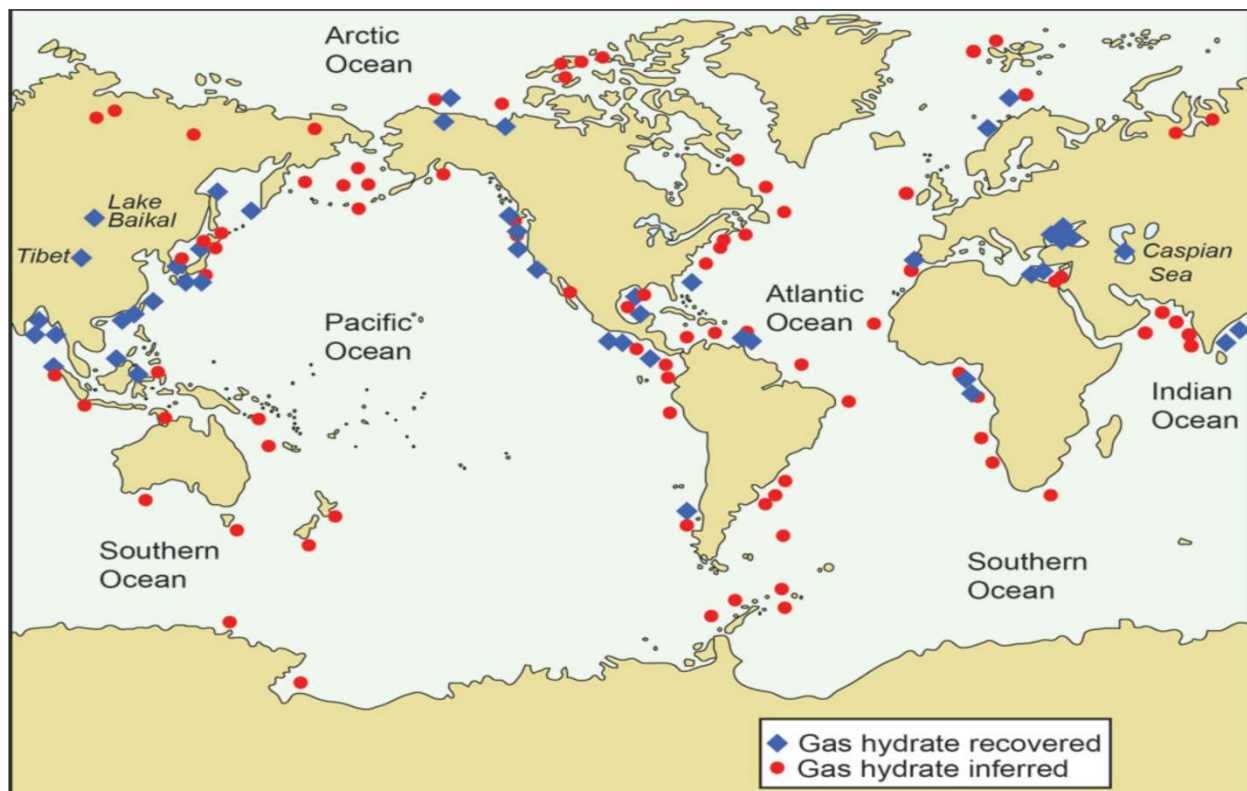 Arctic
Ocean
Lake
Baikal
Tibet
Caspian
Sea
Atlantic
Ocean
Pacific
Ocean
Indian
Ocean
Southern
Ocean
Southern
Ocean
Gas hydrate recovered
Gas hydrate inferred